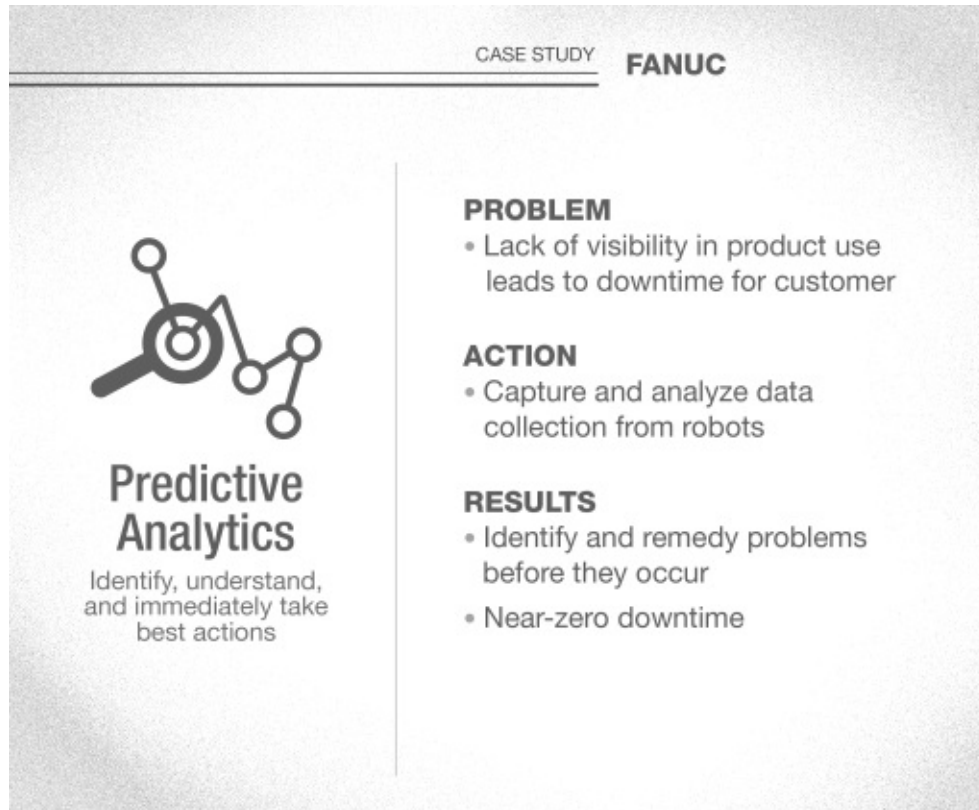 CASE STUDY FANUC
Predictive
Analytics
Identify, understand,
and immediately take
best actions
PROBLEM
• Lack of visibility in product use
leads to downtime for customer
ACTION
• Capture and analyze data
collection from robots
RESULTS
• Identify and remedy problems
before they occur
• Near-zero downtime